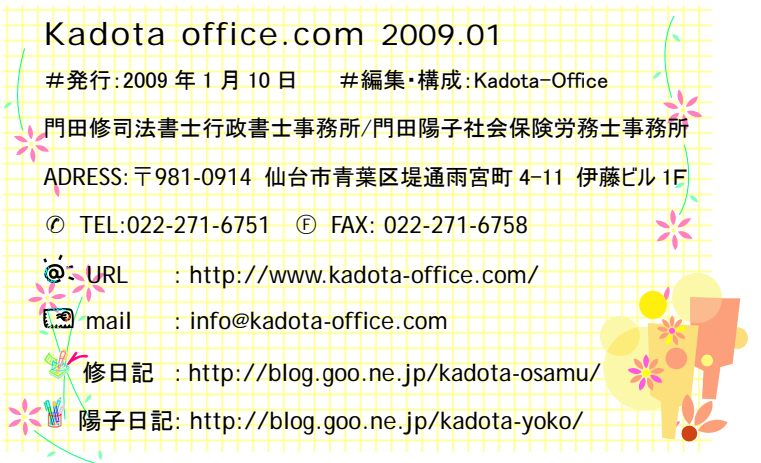 Kadota office.com 2009.01
＃発行：2009 年 1 月 10 日　　＃編集・構成：Kadota-Office
門田修司法書士行政書士事務所/門田陽子社会保険労務士事務所
ADRESS：〒981-0914 仙台市青葉区堤通雨宮町 4-11 伊藤ビル 1F
✆ TEL:022-271-6751　Ⓕ FAX: 022-271-6758
URL : http://www.kadota-office.com/
mail : info@kadota-office.com
修日記 : http://blog.goo.ne.jp/kadota-osamu/
陽子日記: http://blog.goo.ne.jp/kadota-yoko/